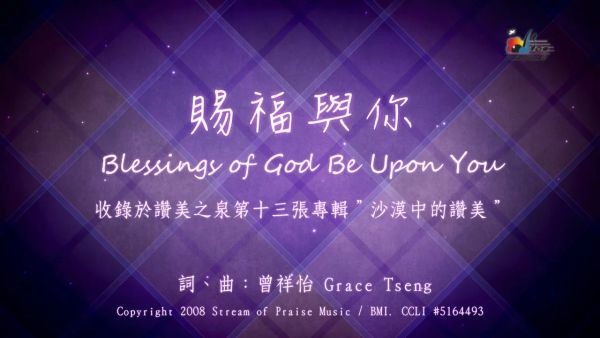 賜福與你
Blessings of God Be Upon You
收錄於讚美之泉第十三張專輯"沙漠中的讚美"
詞、曲：曾祥怡 Grace Tseng
Copyright 2008 Stream of Praise Music / BMI. CCLI #5164493